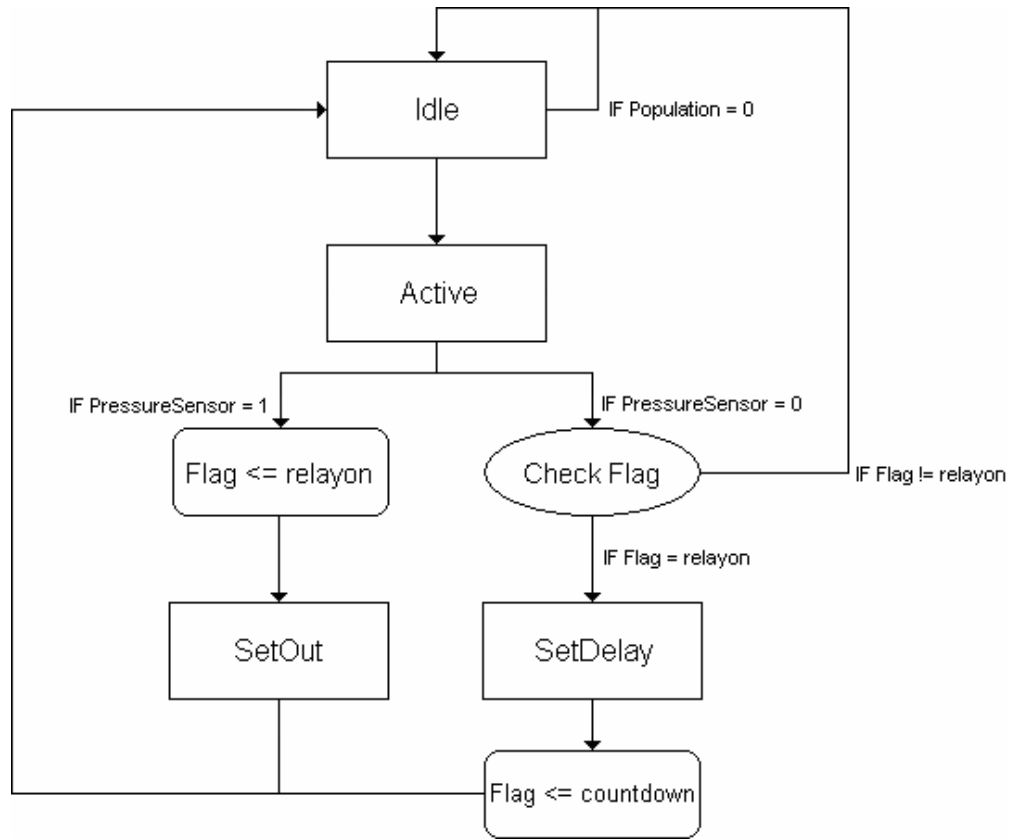 Idle
IF Population = 0
Active
IF PressureSensor = 1
IF PressureSensor = 0
Flag <= relayon
Check Flag
IF Flag != relayon
IF Flag = relayon
SetOut
SetDelay
Flag <= countdown